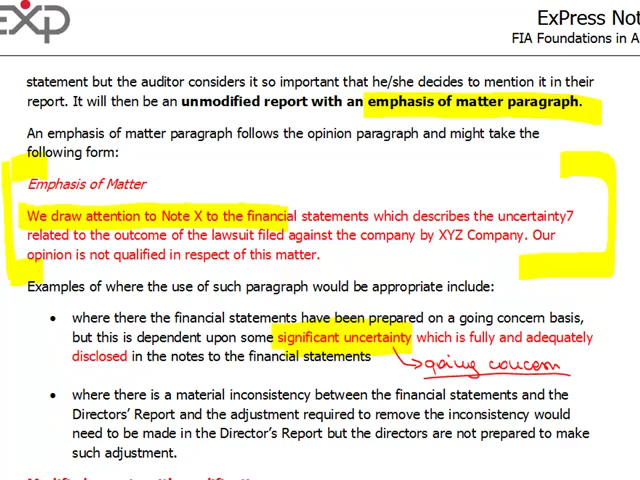 EXP
ExPress No
FIA Foundations in A
statement but the auditor considers it so important that he/she decides to mention it in their
report. It will then be an unmodified report with an emphasis of matter paragraph.
An emphasis of matter paragraph follows the opinion paragraph and might take the
following form:
Emphasis of Matter
We draw attention to Note X to the financial statements which describes the uncertainty7
related to the outcome of the lawsuit filed against the company by XYZ Company. Our
opinion is not qualified in respect of this matter.
Examples of where the use of such paragraph would be appropriate include:
• where there the financial statements have been prepared on a going concern basis,
but this is dependent upon some significant uncertainty which is fully and adequately
disclosed in the notes to the financial statements
going concern
• where there is a material inconsistency between the financial statements and the
Directors' Report and the adjustment required to remove the inconsistency would
need to be made in the Director's Report but the directors are not prepared to make
such adjustment.